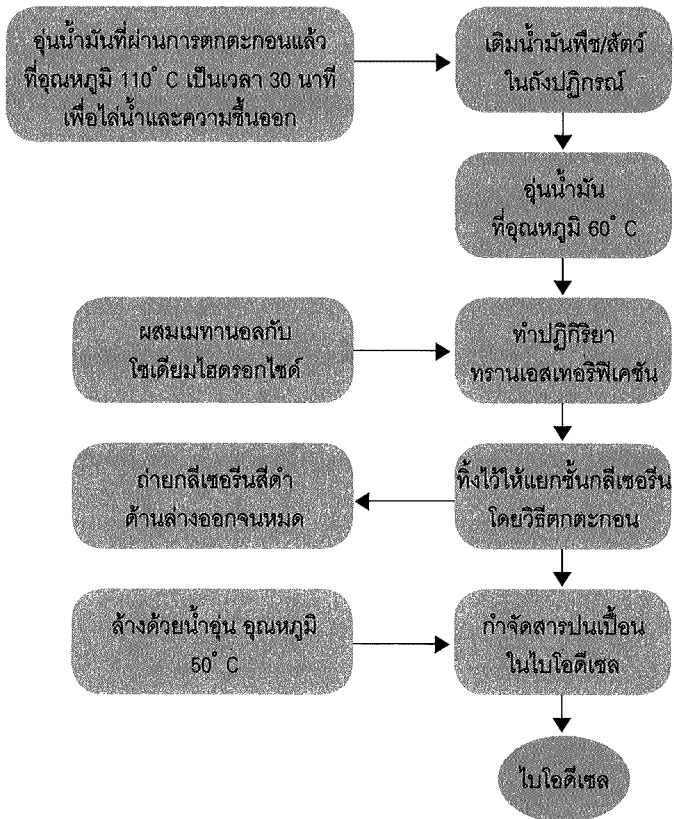 อุ่นน้ำมันที่ผ่านการตกตะกอนแล้ว
ที่อุณหภูมิ 110° C เป็นเวลา 30 นาที
เพื่อไล่น้ำและความชื้นออก
เติมน้ำมันพืช/สัตว์
ในถังปฏิกรณ์
อุ่นน้ำมัน
ที่อุณหภูมิ 60° C
ผสมเมทานอลกับ
โซเดียมไฮดรอกไซด์
ทำปฏิกิริยา
ทรานเอสเทอริฟิเคชัน
ถ่ายกลีเซอรีนสีดำ
ด้านล่างออกจนหมด
ทิ้งไว้ให้แยกชั้นกลีเซอรีน
โดยวิธีตกตะกอน
ล้างด้วยน้ำอุ่น อุณหภูมิ
50° C
กำจัดสารปนเปื้อน
ในไบโอดีเซล
ไบโอดีเซล